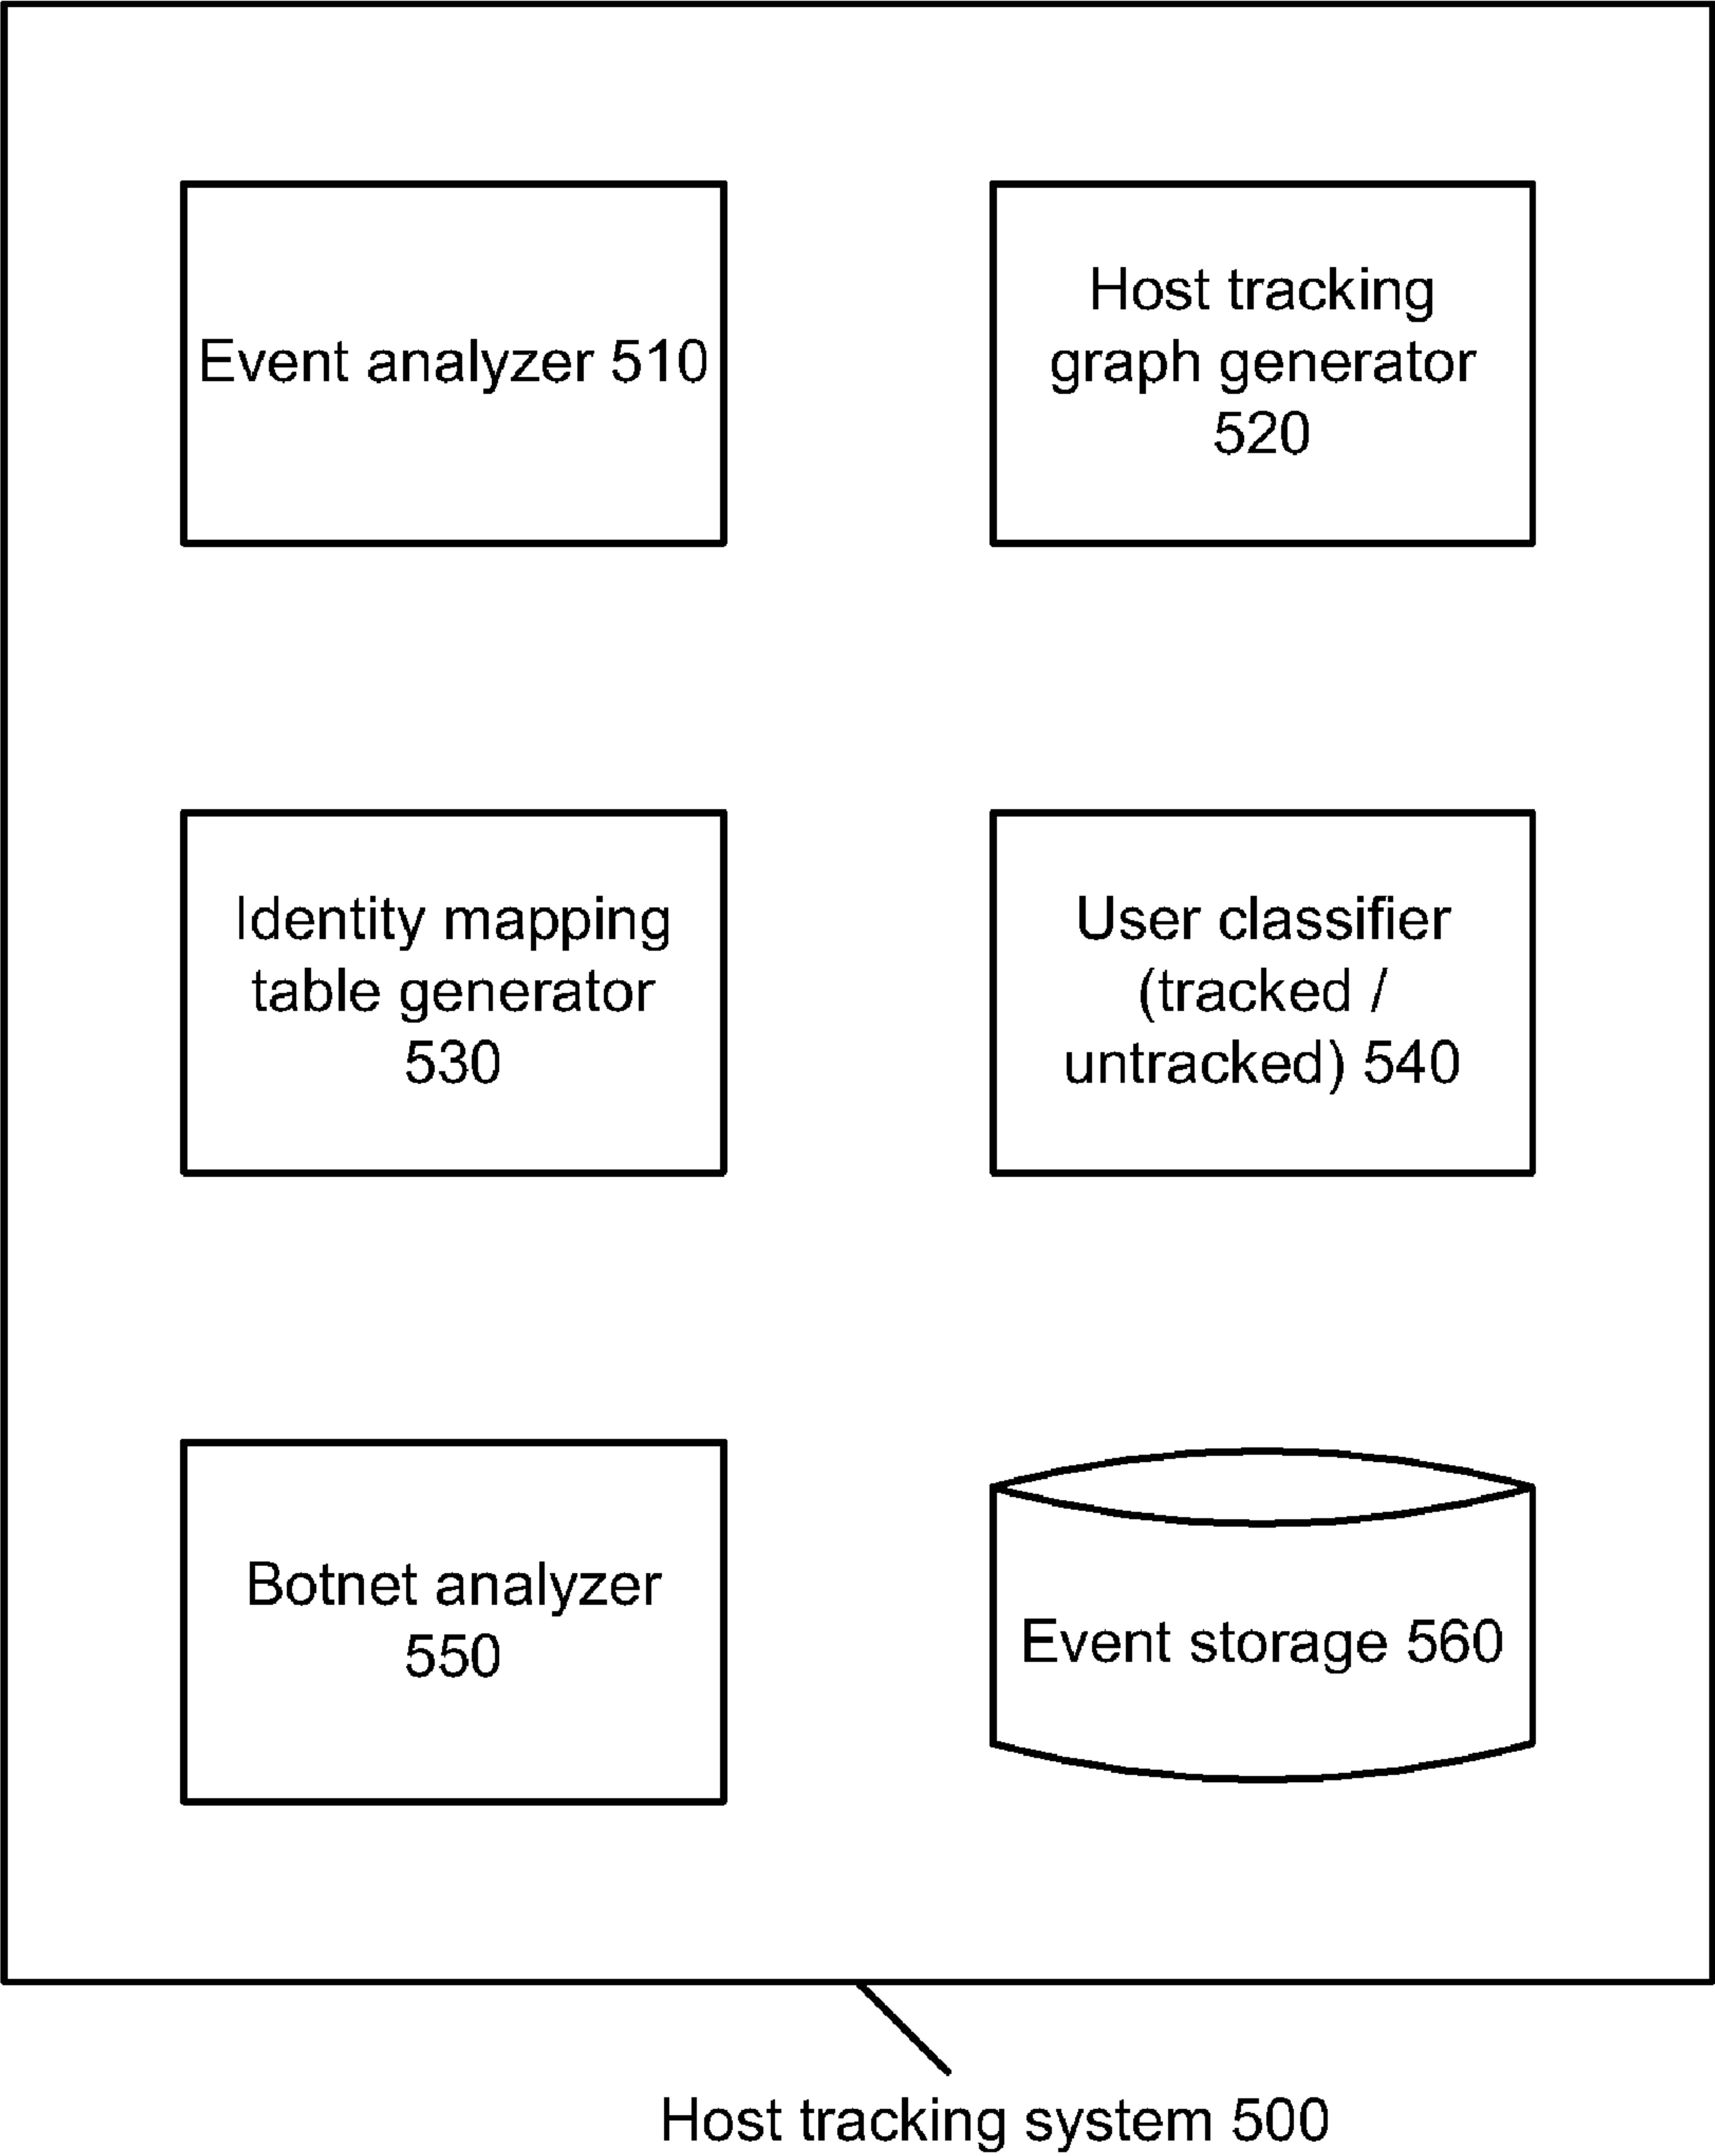 Event analyzer 510
Host tracking
graph generator
520
Identity mapping
table generator
530
User classifier
(tracked /
untracked) 540
Botnet analyzer
550
Event storage 560
Host tracking system 500